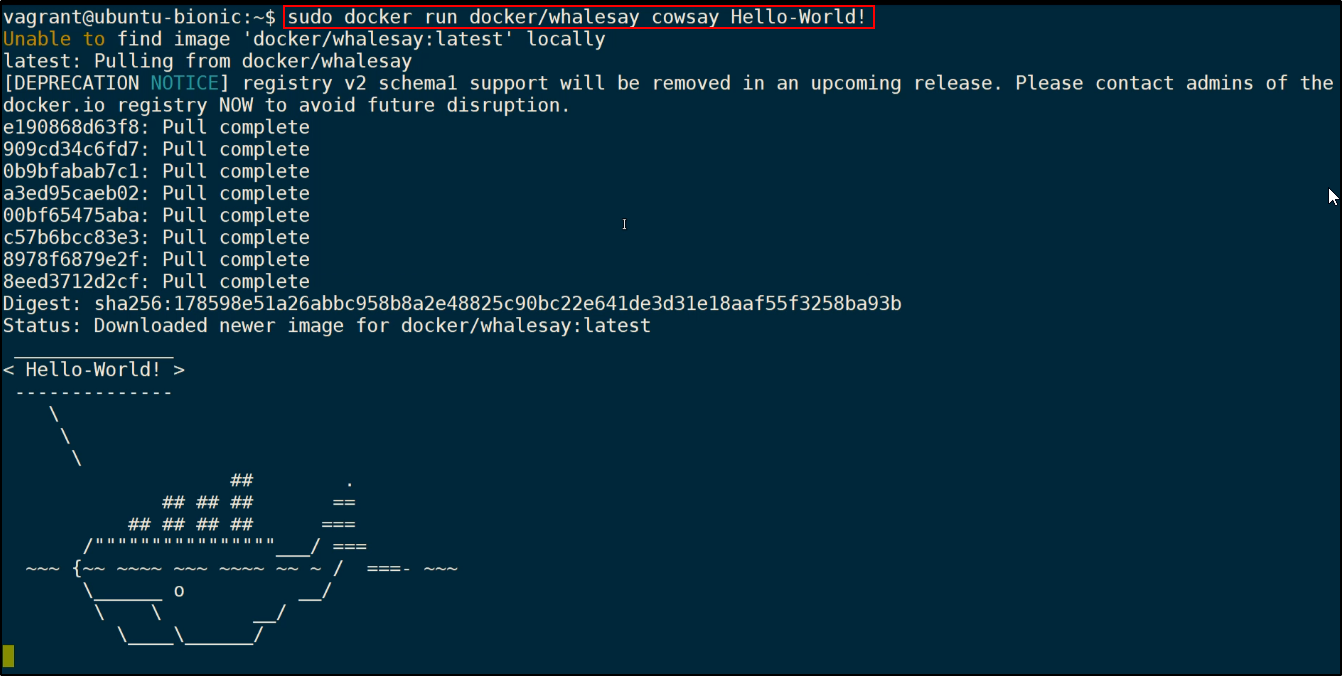 vagrant@ubuntu-bionic:~$ sudo docker run docker/whalesay cowsay Hello-World!
Unable to find image 'docker/whalesay:latest' locally
latest: Pulling from docker/whalesay
[DEPRECATION NOTICE] registry v2 schema1 support will be removed in an upcoming release. Please contact admins of the
docker.io registry NOW to avoid future disruption.
e190868d63f8: Pull complete
909cd34c6fd7: Pull complete
0b9bfabab7c1: Pull complete
a3ed95caeb02: Pull complete
00bf65475aba: Pull complete
c57b6bcc83e3: Pull complete
8978f6879e2f: Pull complete
8eed3712d2cf: Pull complete
Digest: sha256:178598e51a26abbc958b8a2e48825c90bc22e641de3d31e18aaf55f3258ba93b
Status: Downloaded newer image for docker/whalesay:latest
 ______________
< Hello-World! >
 --------------
    \
     \
      \
                    ##        .
              ## ## ##       ==
           ## ## ## ##      ===
       /""""""""""""""""___/ ===
  ~~~ {~~ ~~~~ ~~~ ~~~~ ~~ ~ /  ===- ~~~
       \______ o          __/
        \    \        __/
          \____\______/